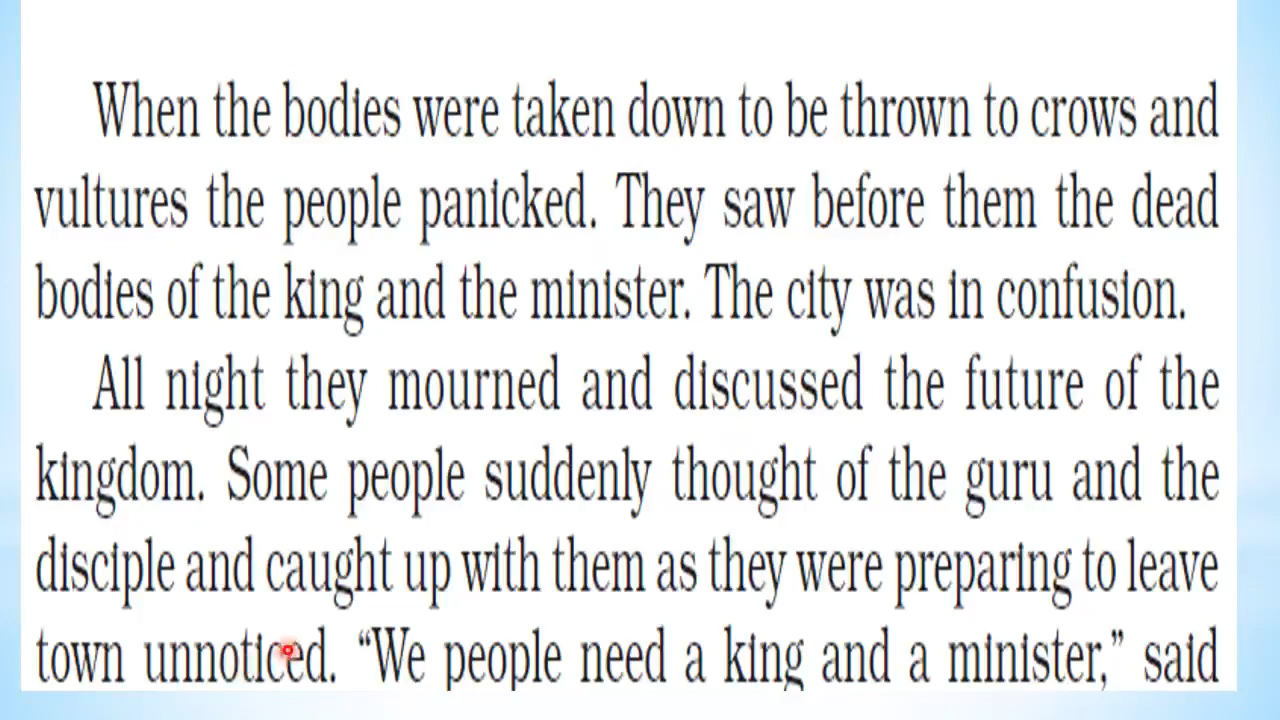 When the bodies were taken down to be thrown to crows and
vultures the people panicked. They saw before them the dead
bodies of the king and the minister. The city was in confusion.
All night they mourned and discussed the future of the
kingdom. Some people suddenly thought of the guru and the
disciple and caught up with them as they were preparing to leave
town unnoticed. “We people need a king and a minister,” said